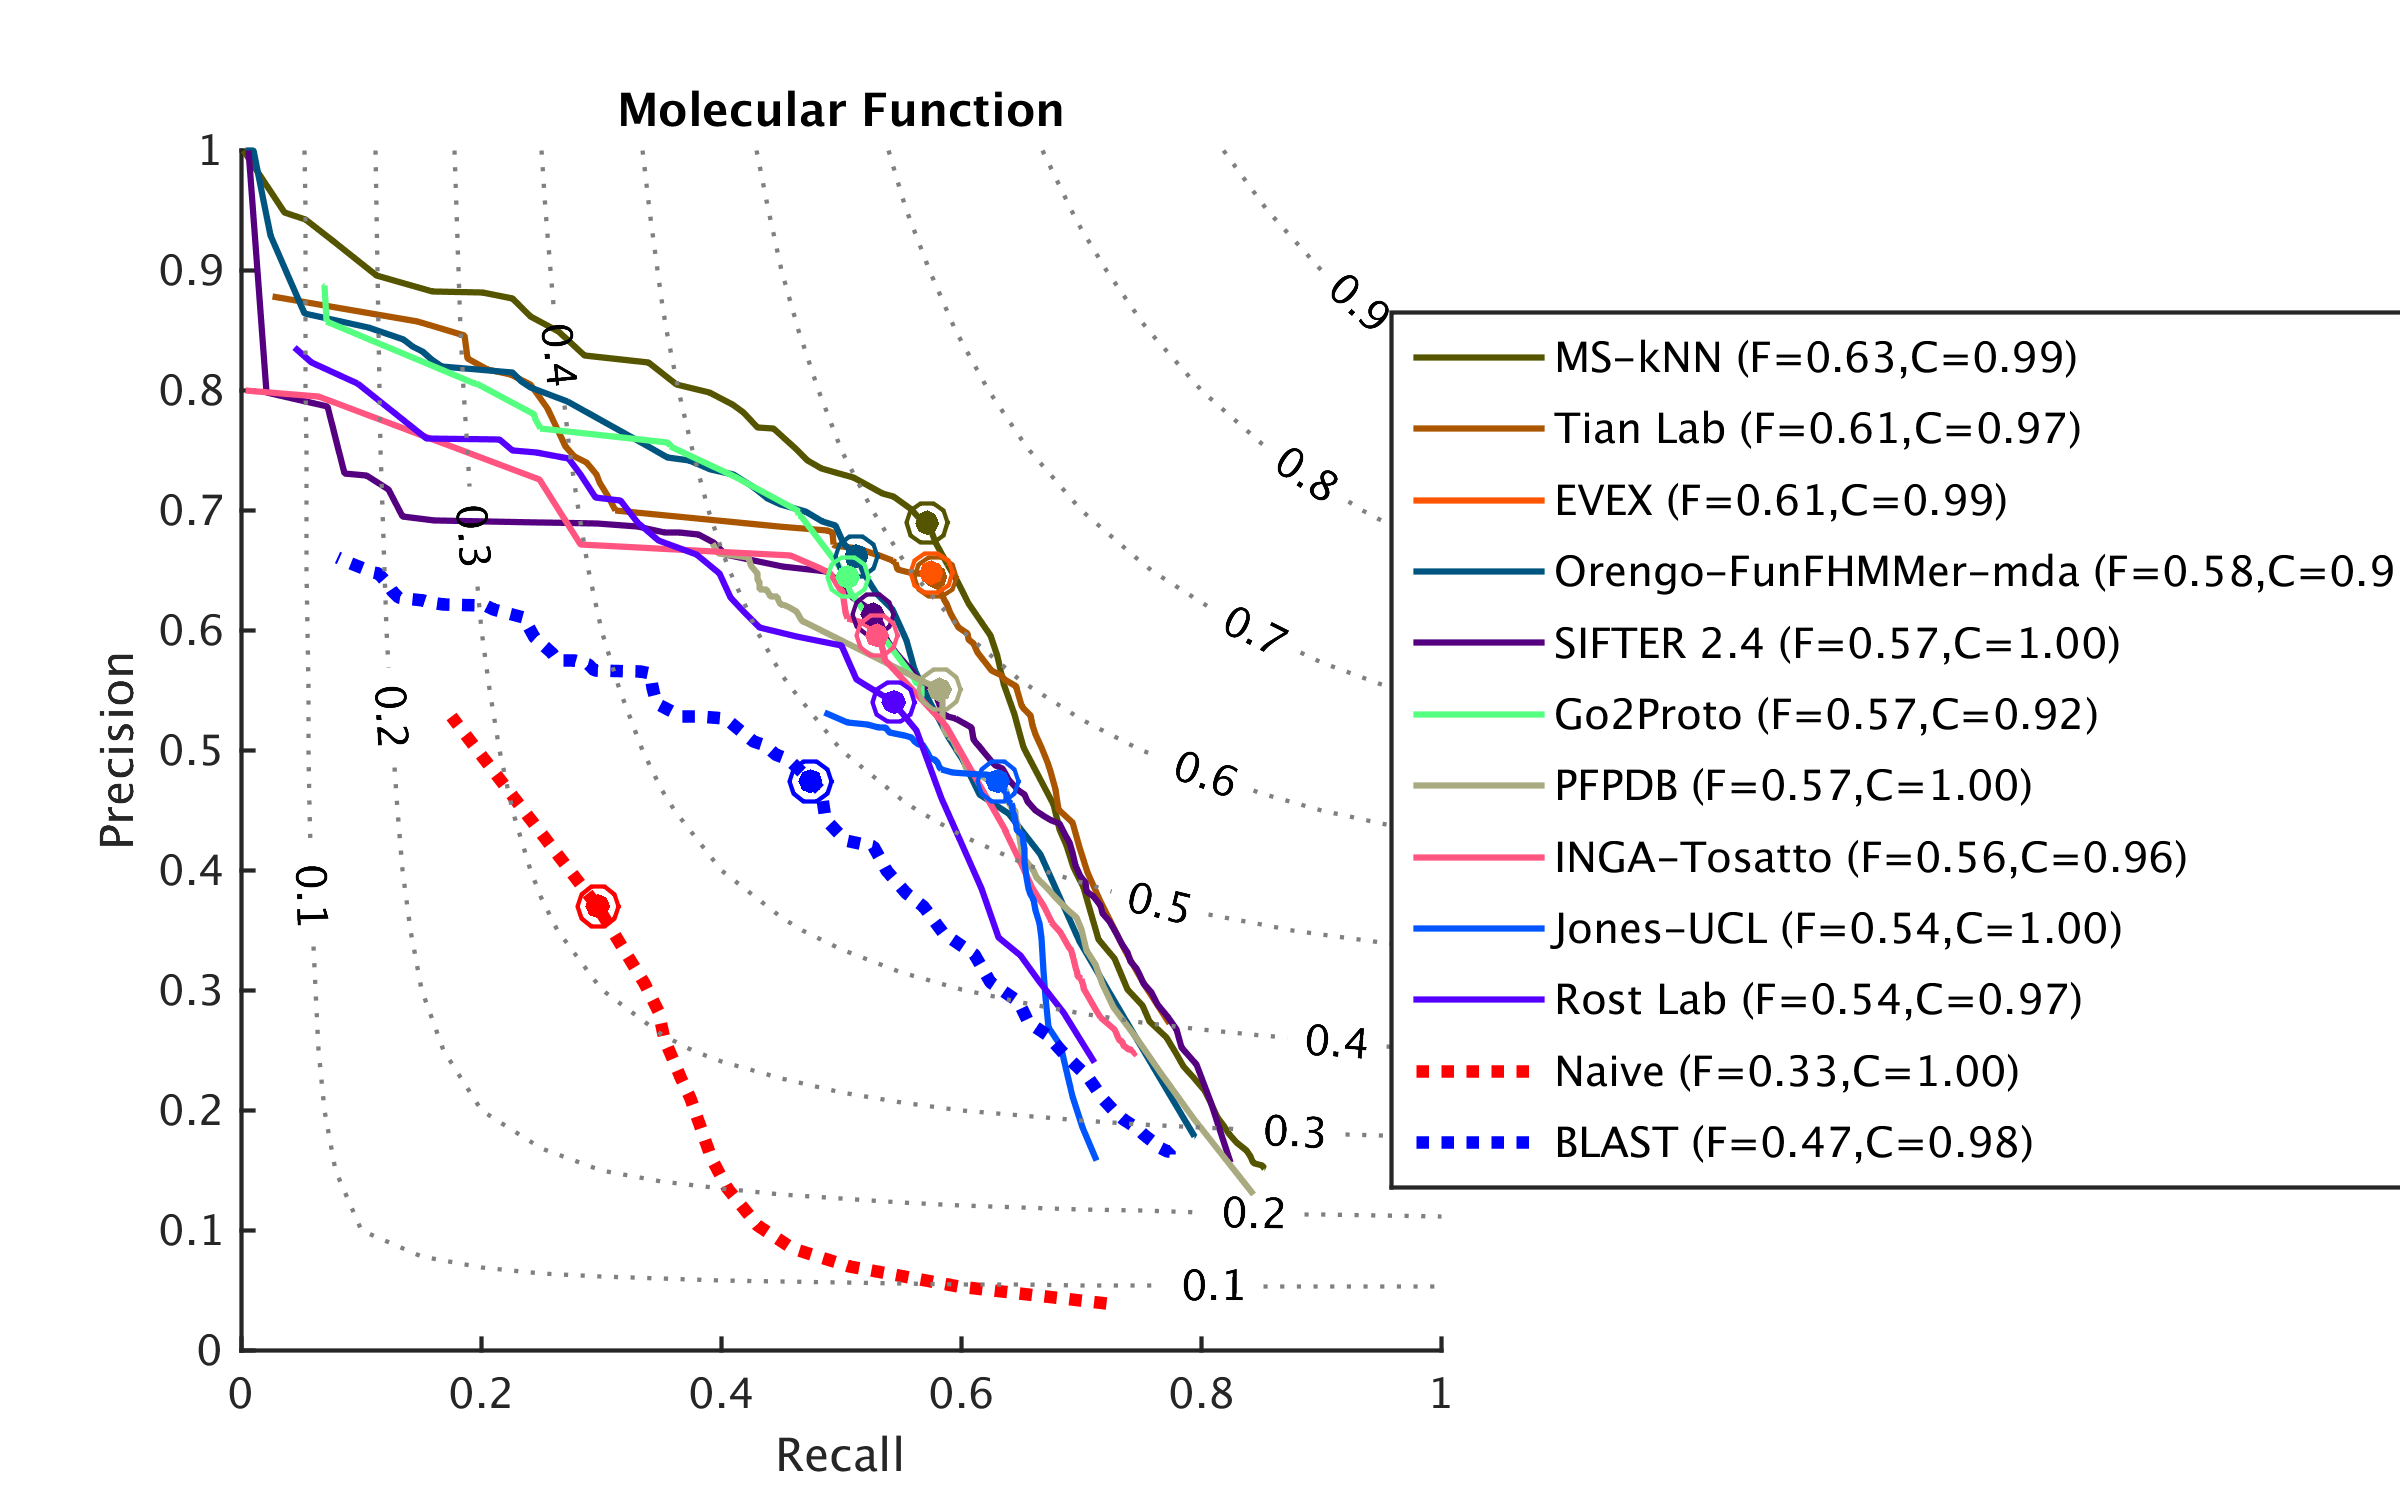 Molecular Function
1
0.9
0.8
0.7
0.6
0.5
0.4
0.3
0.2
0.1
0
Precision
0
0.2
0.4
0.6
0.8
1
Recall
0.1
0.2
0.3
0.4
0.9
0.8
0.7
0.6
0.5
0.4
0.3
0.2
0.1
MS-kNN (F=0.63,C=0.99)
Tian Lab (F=0.61,C=0.97)
EVEX (F=0.61,C=0.99)
Orengo-FunFHMMer-mda (F=0.58,C=0.9
SIFTER 2.4 (F=0.57,C=1.00)
Go2Proto (F=0.57,C=0.92)
PFPDB (F=0.57,C=1.00)
INGA-Tosatto (F=0.56,C=0.96)
Jones-UCL (F=0.54,C=1.00)
Rost Lab (F=0.54,C=0.97)
Naive (F=0.33,C=1.00)
BLAST (F=0.47,C=0.98)